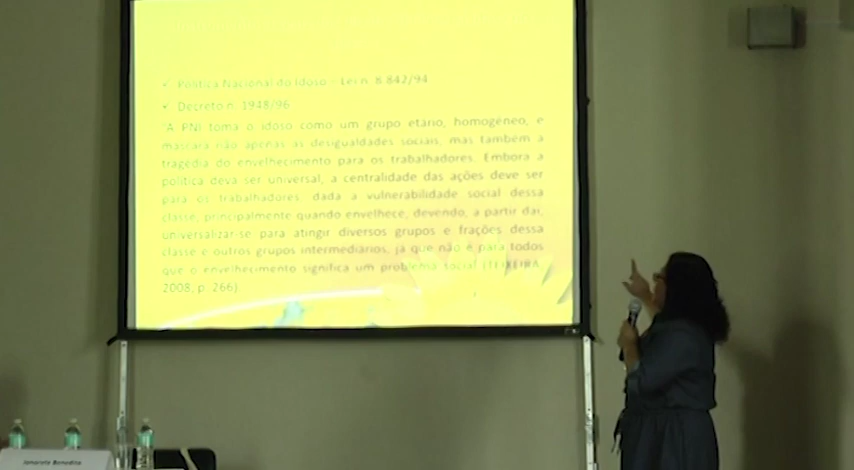 ✓ Política Nacional do Idoso – Lei n. 8.842/94
✓ Decreto n. 1948/96
"A PNI toma o idoso como um grupo etário, homogêneo, e
mascara não apenas as desigualdades sociais, mas também a
tragédia do envelhecimento para os trabalhadores. Embora a
política deva ser universal, a centralidade das ações deve ser
para os trabalhadores, dada a vulnerabilidade social dessa
classe, principalmente quando envelhece, devendo, a partir daí,
universalizar-se para atingir diversos grupos e frações dessa
classe e outros grupos intermediários, já que não é para todos
que o envelhecimento significa um problema social (TEIXEIRA,
2008, p. 266)
Benedita